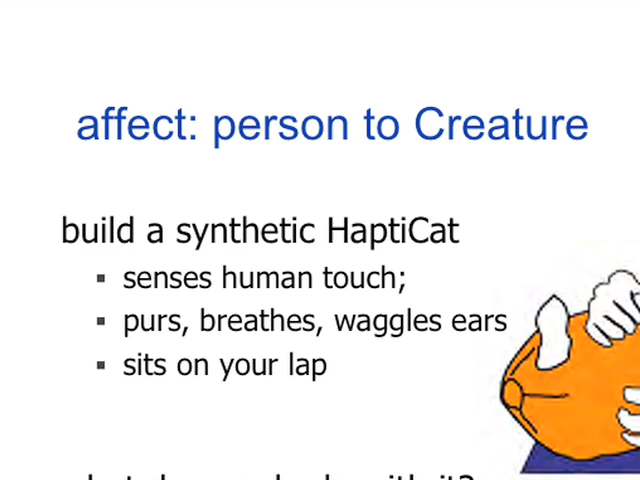 affect: person to Creature
build a synthetic HaptiCat
▪ senses human touch;
▪ purs, breathes, waggles ears
▪ sits on your lap